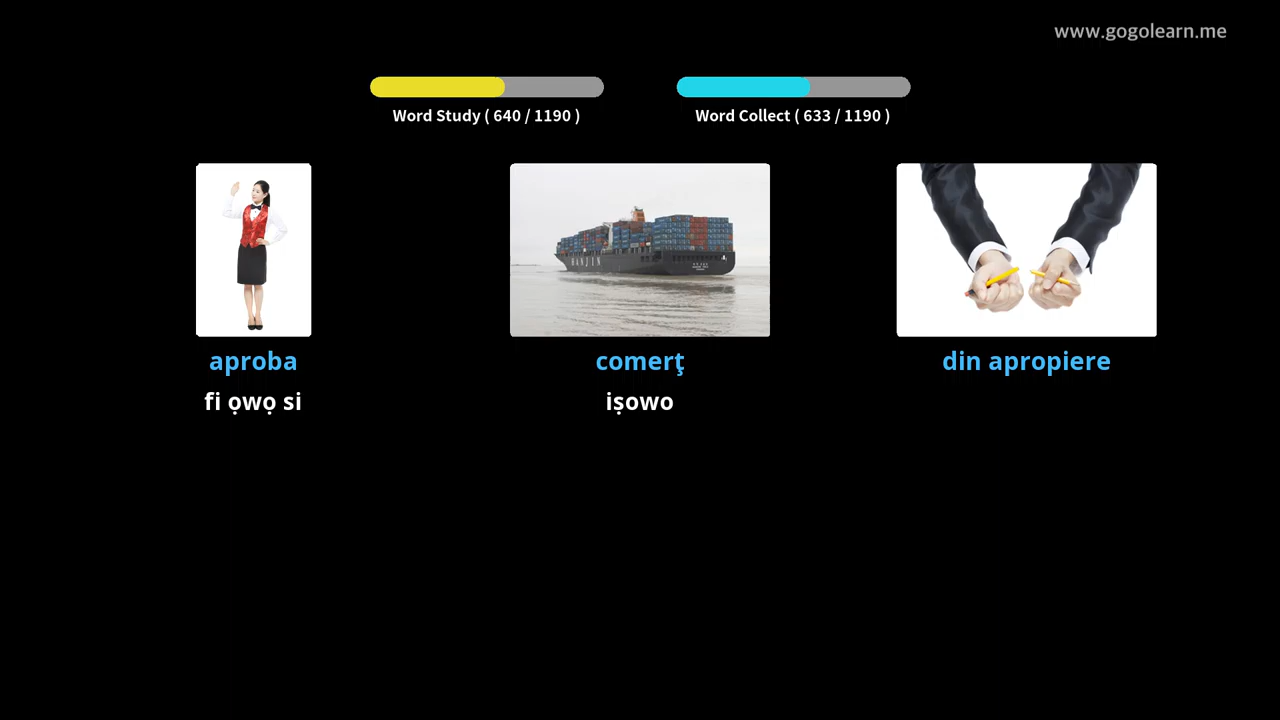 www.gogolearn.me
Word Study ( 640 / 1190 )
Word Collect ( 633 / 1190 )
HANJIN
aproba
comerţ
din apropiere
fi ọwọ si
iṣowo